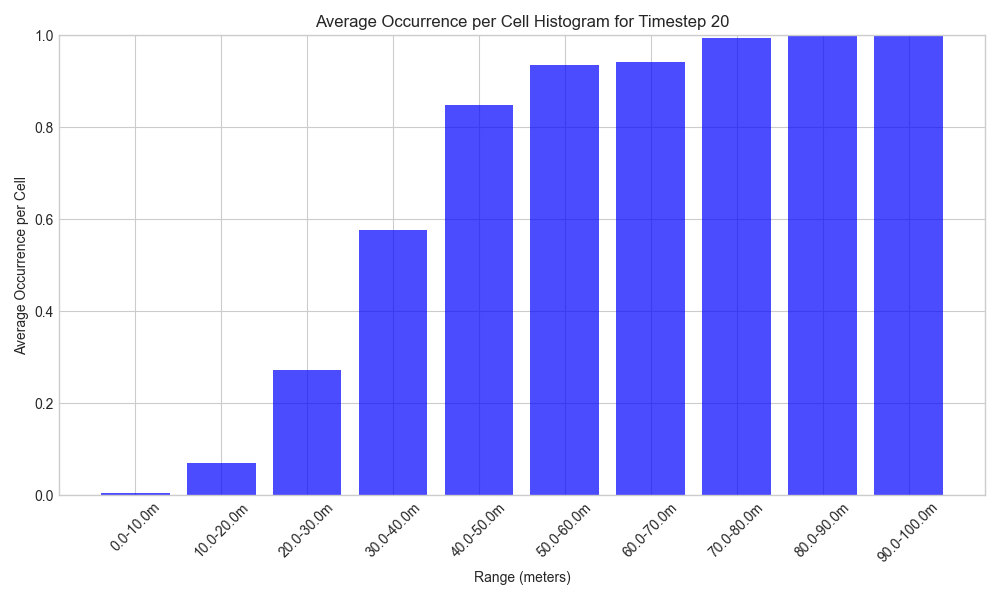 Average Occurrence per Cell Histogram for Timestep 20
1.0
0.8
0.6
0.4
0.2
0.0
Average Occurrence per Cell
0.0-10.0m
10.0-20.0m
20.0-30.0m
30.0-40.0m
40.0-50.0m
50.0-60.0m
60.0-70.0m
70.0-80.0m
80.0-90.0m
90.0-100.0m
Range (meters)